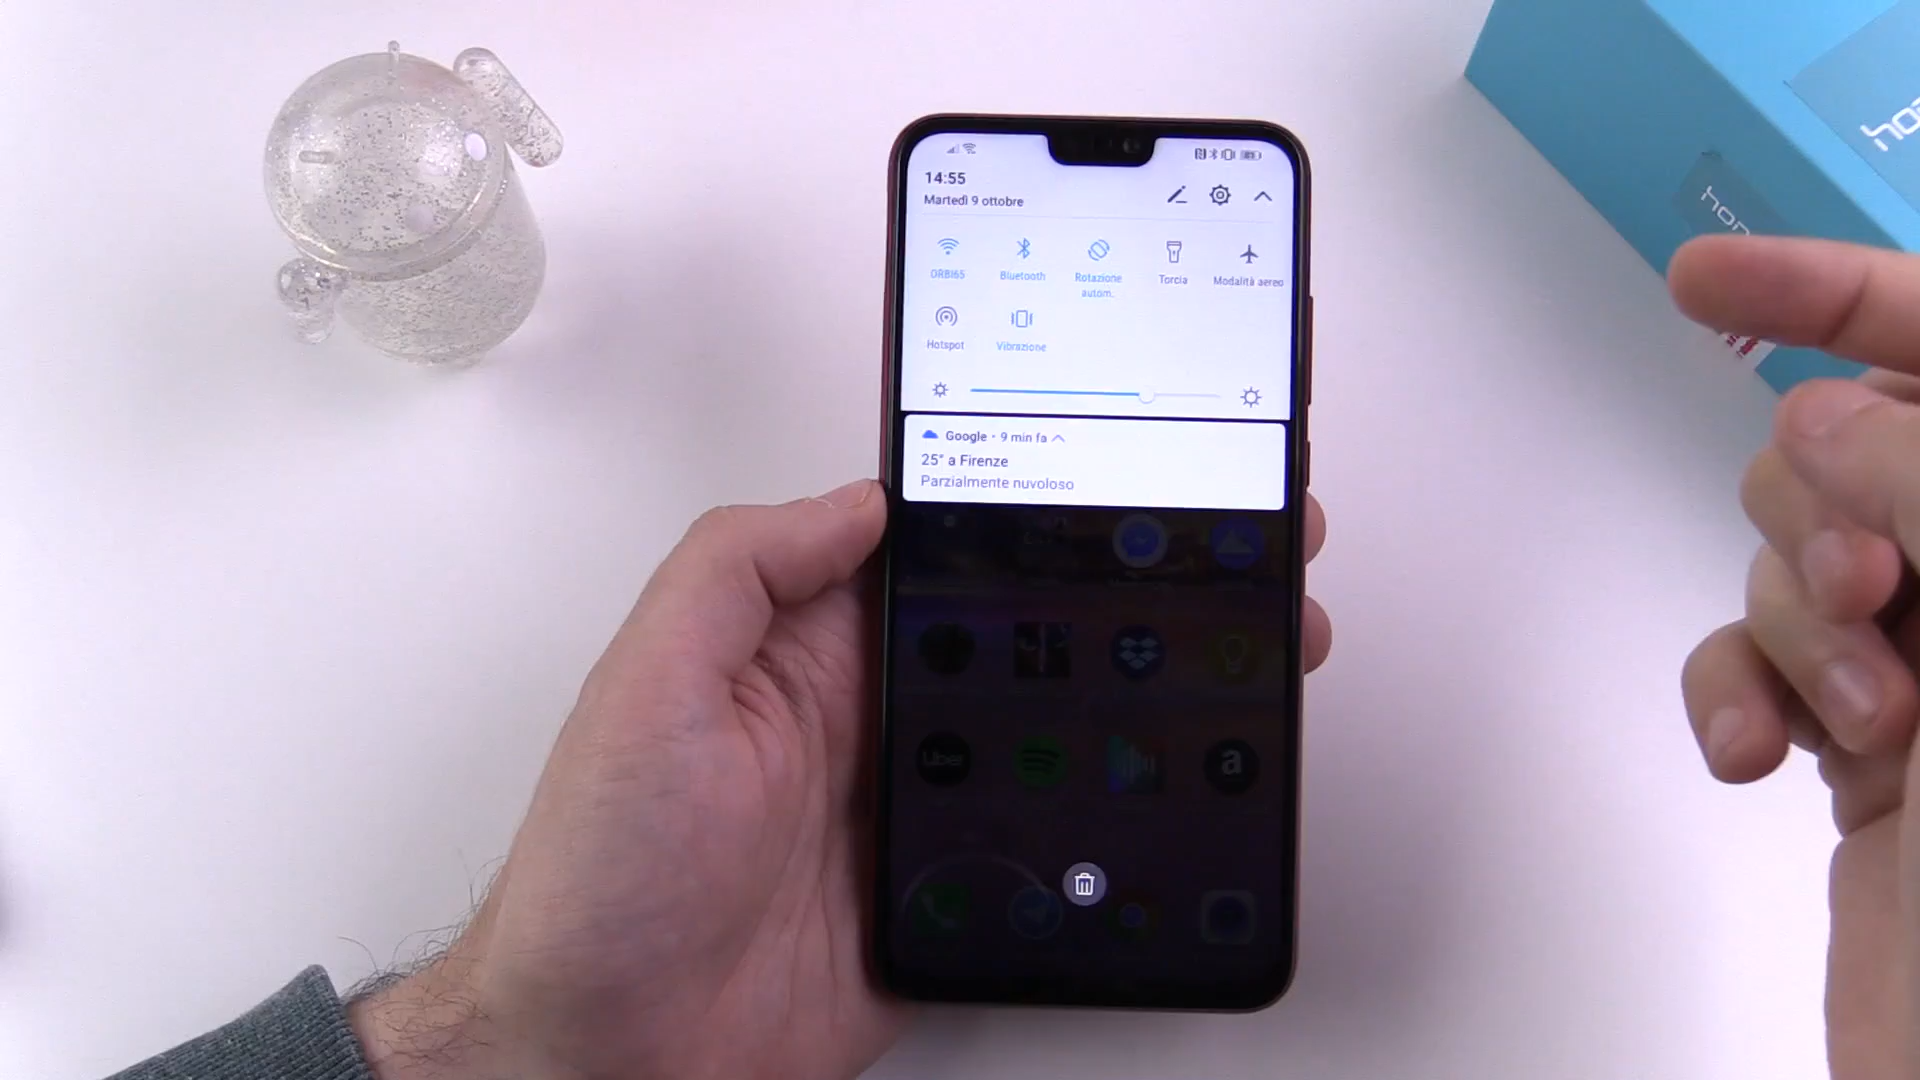 14:55
Martedì 9 ottobre
ORBI65
Bluetooth
Rotazione
autom.
Torcia
Modalità aereo
Hotspot
Vibrazione
Google · 9 min fa
25° a Firenze
Parzialmente nuvoloso
Uber
a
hon